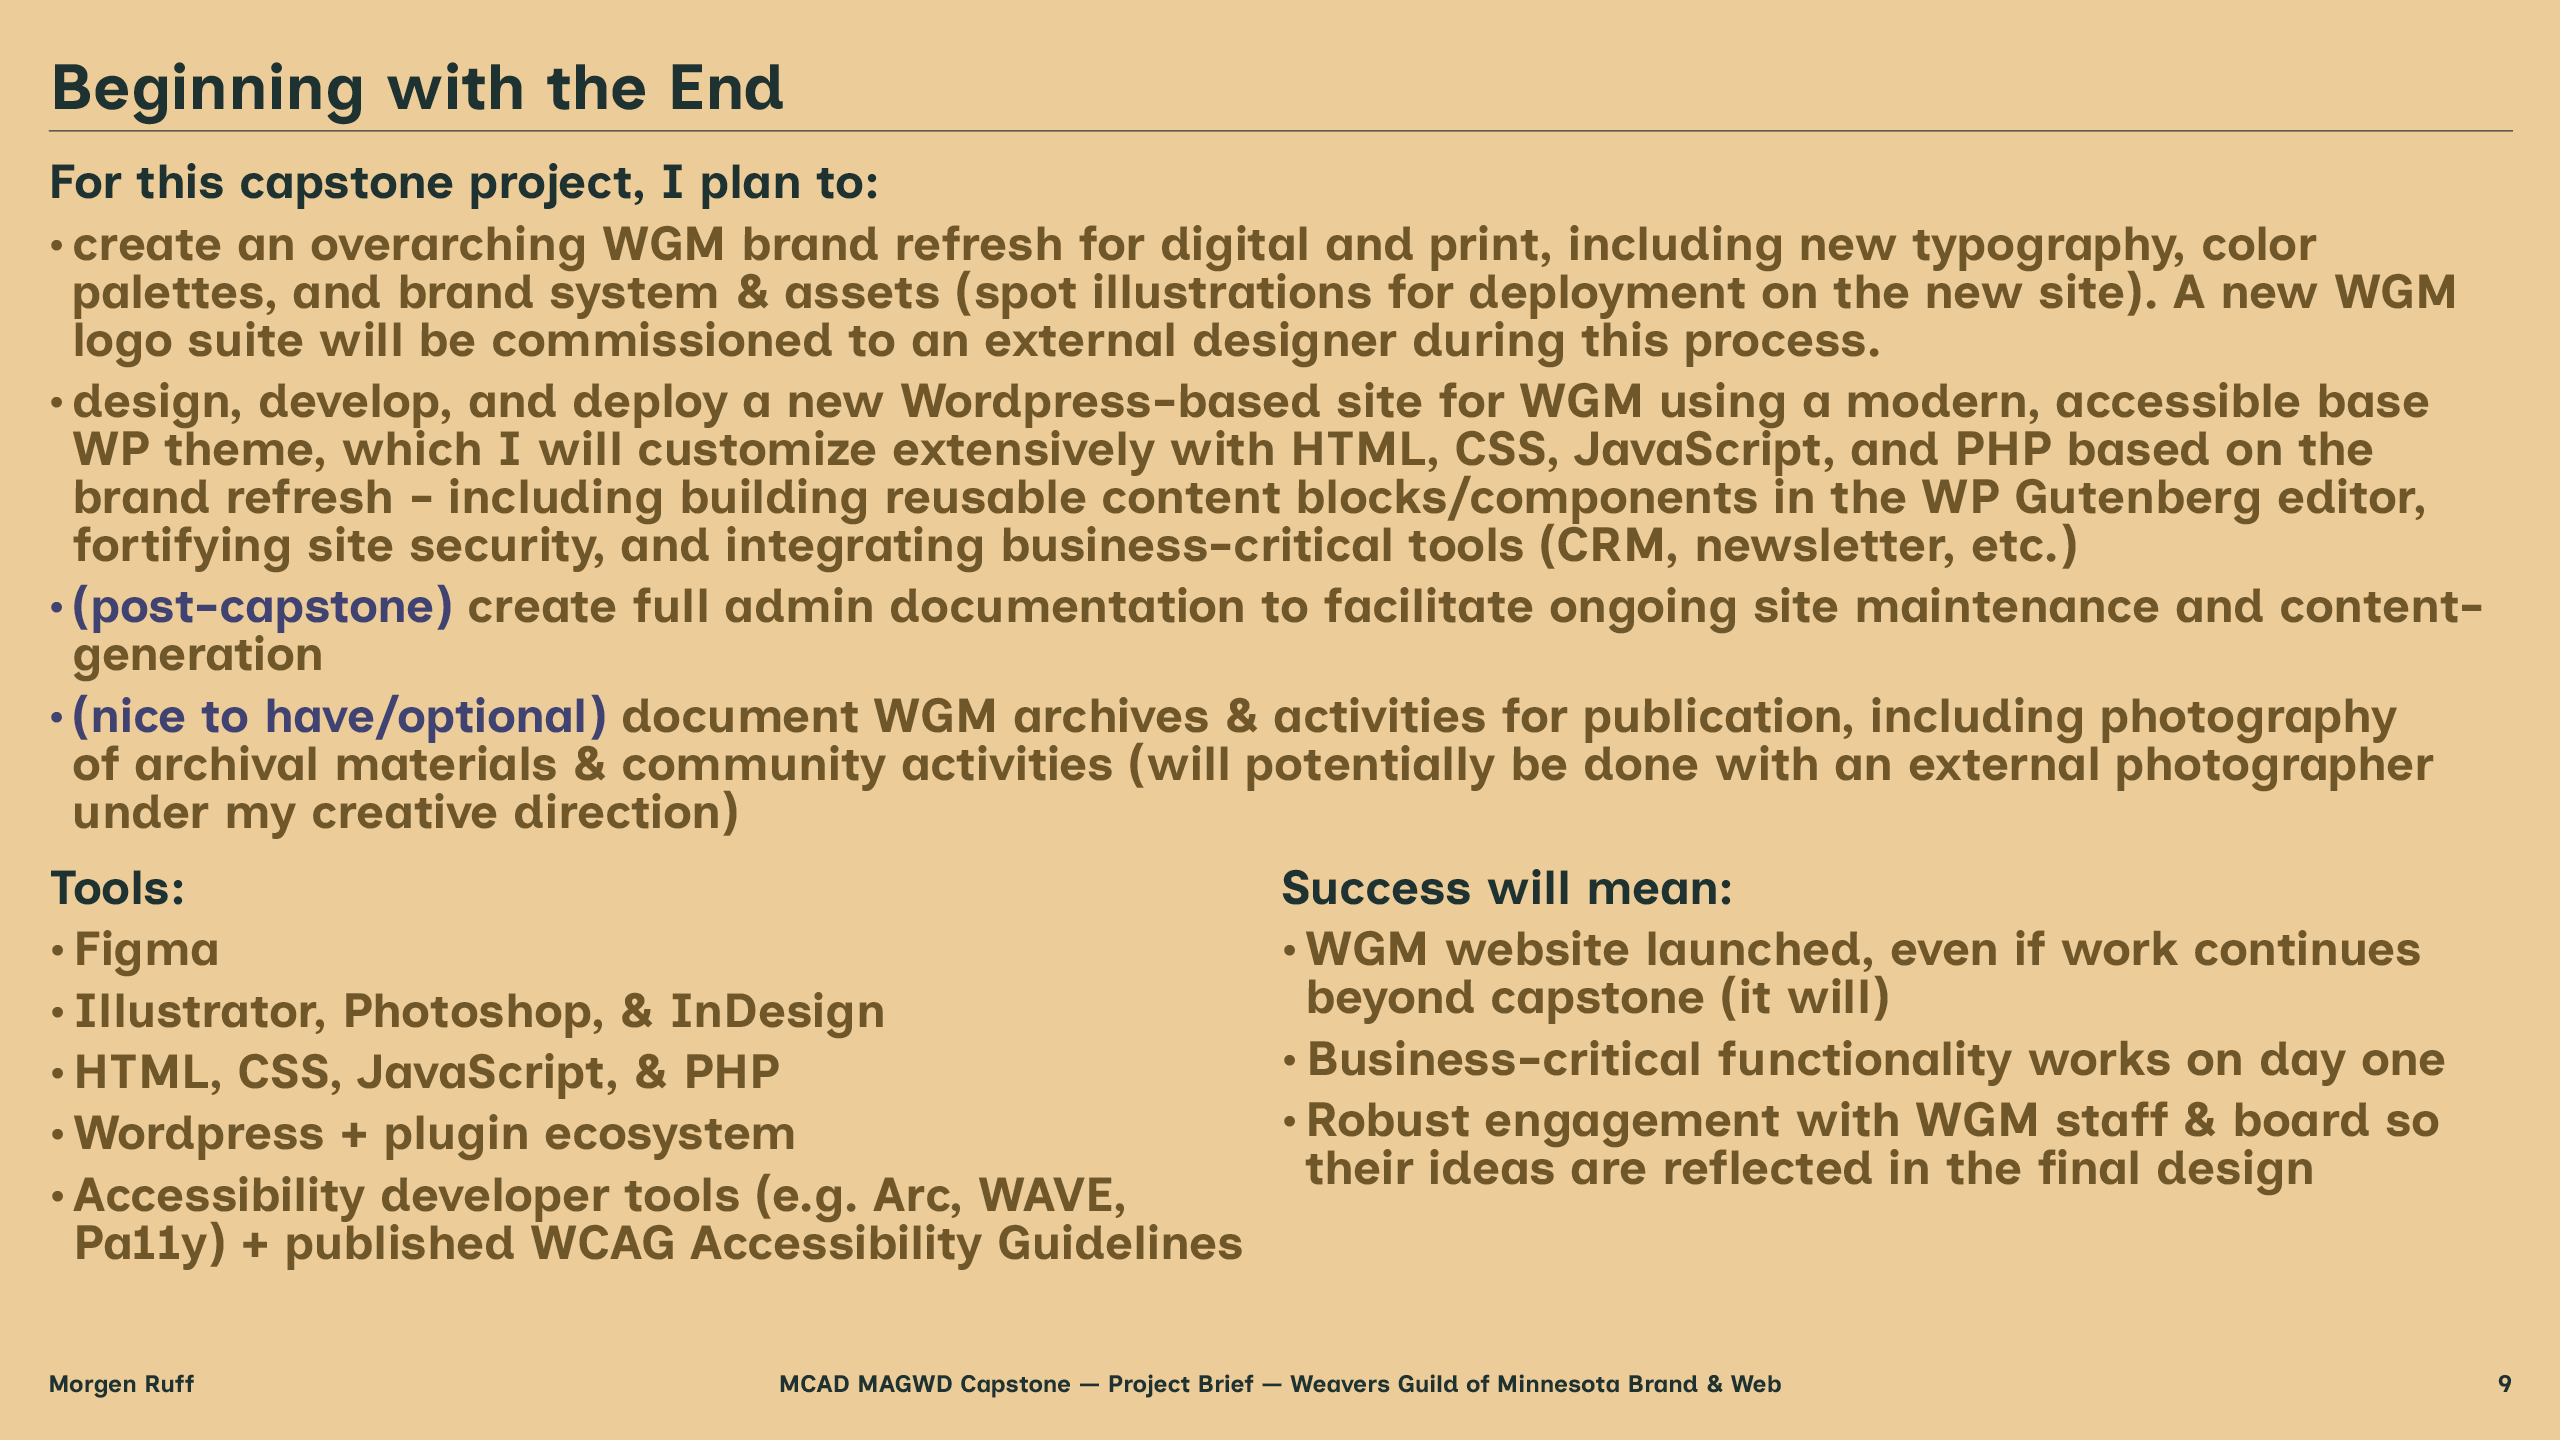 Beginning with the End
For this capstone project, I plan to:
• create an overarching WGM brand refresh for digital and print, including new typography, color
palettes, and brand system & assets (spot illustrations for deployment on the new site). A new WGM
logo suite will be commissioned to an external designer during this process.
• design, develop, and deploy a new Wordpress-based site for WGM using a modern, accessible base
WP theme, which I will customize extensively with HTML, CSS, JavaScript, and PHP based on the
brand refresh – including building reusable content blocks/components in the WP Gutenberg editor,
fortifying site security, and integrating business-critical tools (CRM, newsletter, etc.)
• (post-capstone) create full admin documentation to facilitate ongoing site maintenance and content-
generation
• (nice to have/optional) document WGM archives & activities for publication, including photography
of archival materials & community activities (will potentially be done with an external photographer
under my creative direction)
Tools:
• Figma
• Illustrator, Photoshop, & InDesign
• HTML, CSS, JavaScript, & PHP
• Wordpress + plugin ecosystem
• Accessibility developer tools (e.g. Arc, WAVE,
Pa11y) + published WCAG Accessibility Guidelines
Success will mean:
• WGM website launched, even if work continues
beyond capstone (it will)
• Business-critical functionality works on day one
• Robust engagement with WGM staff & board so
their ideas are reflected in the final design
Morgen Ruff
MCAD MAGWD Capstone — Project Brief — Weavers Guild of Minnesota Brand & Web
9